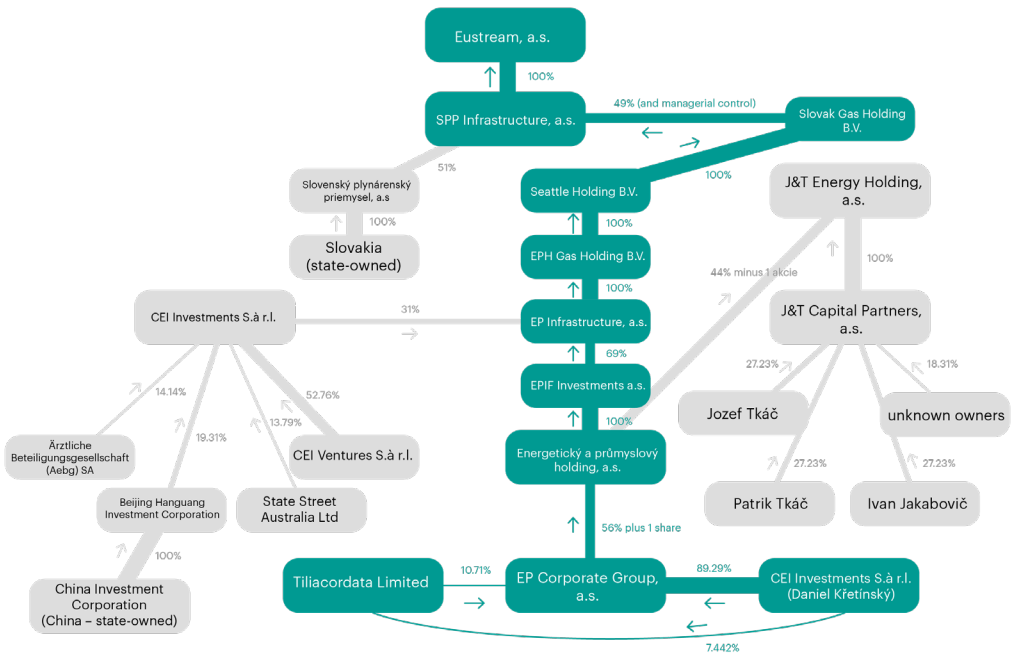 Eustream, a.s.
100%
SPP Infrastructure, a.s.
49% (and managerial control)
Slovak Gas Holding
B.V.
51%
100%
Slovenský plynárenský
priemysel, a.s
100%
Slovakia
(state-owned)
Seattle Holding B.V.
100%
J&T Energy Holding,
a.s.
EPH Gas Holding B.V.
100%
44% minus 1 akcie
100%
CEI Investments S.à r.l.
31%
EP Infrastructure, a.s.
69%
J&T Capital Partners,
a.s.
EPIF Investments a.s.
100%
27.23%
18.31%
14.14%
52.76%
13.79%
19.31%
Jozef Tkáč
unknown owners
Ärztliche
Beteiligungsgesellschaft
(Aebg) SA
CEI Ventures S.à r.l.
Energetický a průmyslový
holding, a.s.
27.23%
27.23%
Beijing Hanguang
Investment Corporation
State Street
Australia Ltd
Patrik Tkáč
Ivan Jakabovič
56% plus 1 share
100%
China Investment
Corporation
(China – state-owned)
Tiliacordata Limited
10.71%
EP Corporate Group,
a.s.
89.29%
CEI Investments S.à r.l.
(Daniel Křetínský)
7.442%